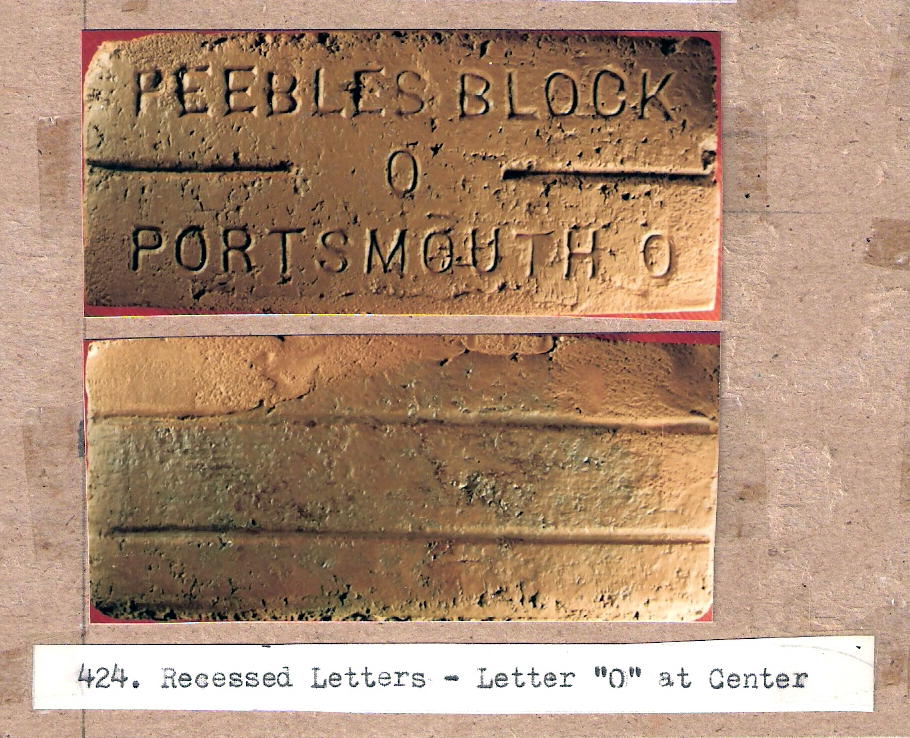 PEEBLES BLOCK
O
PORTSMOUTH O
424. Recessed Letters - Letter "O" at Center